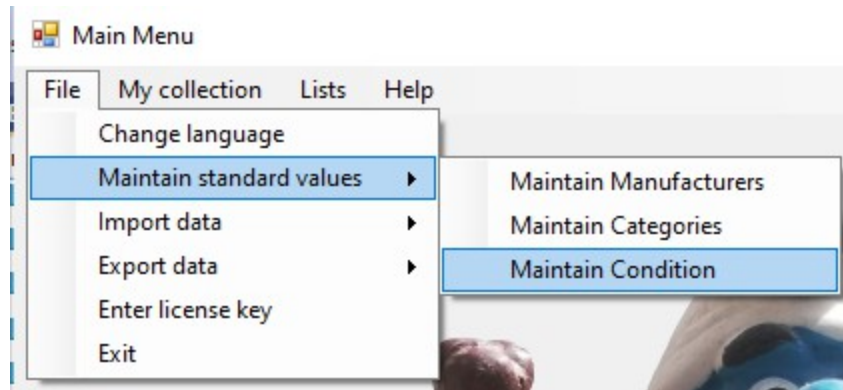 Main Menu
File My collection Lists Help
Change language
Maintain standard values
Import data
Export data
Enter license key
Exit
Maintain Manufacturers
Maintain Categories
Maintain Condition